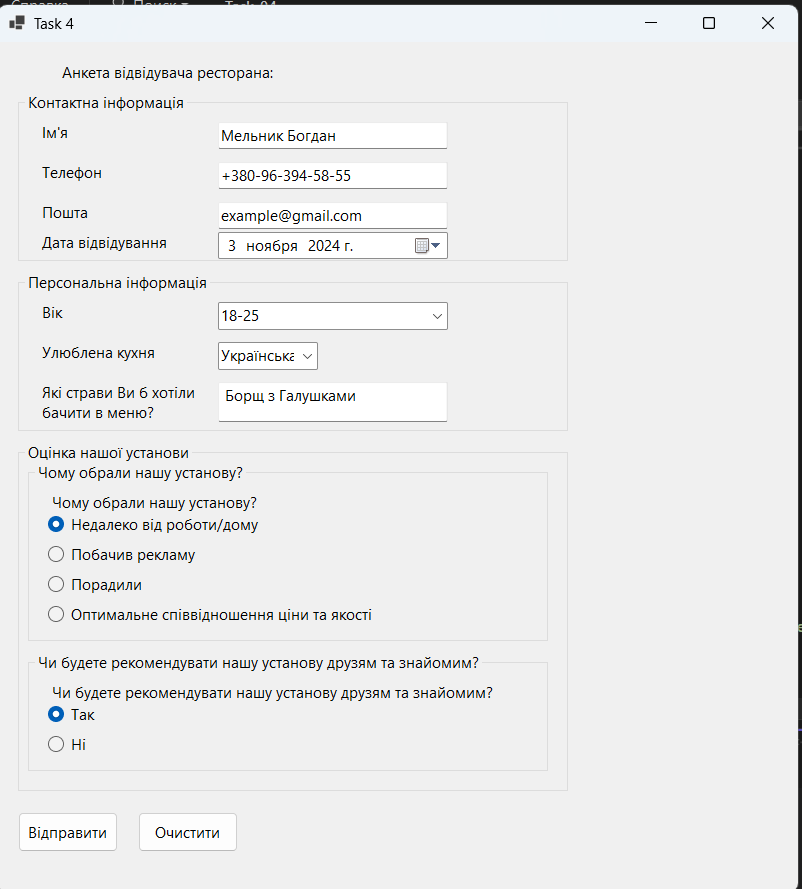 Справка
Поиск
Task 4
Анкета відвідувача ресторана:
Контактна інформація
Ім'я
Мельник Богдан
Телефон
+380-96-394-58-55
Пошта
example@gmail.com
Дата відвідування
3 ноября 2024 г.
Персональна інформація
Вік
18-25
Улюблена кухня
Українська
Які страви Ви б хотіли
бачити в меню?
Борщ з Галушками
Оцінка нашої установи
Чому обрали нашу установу?
Чому обрали нашу установу?
Недалеко від роботи/дому
Побачив рекламу
Порадили
Оптимальне співвідношення ціни та якості
Чи будете рекомендувати нашу установу друзям та знайомим?
Чи будете рекомендувати нашу установу друзям та знайомим?
Так
Ні
Відправити
Очистити